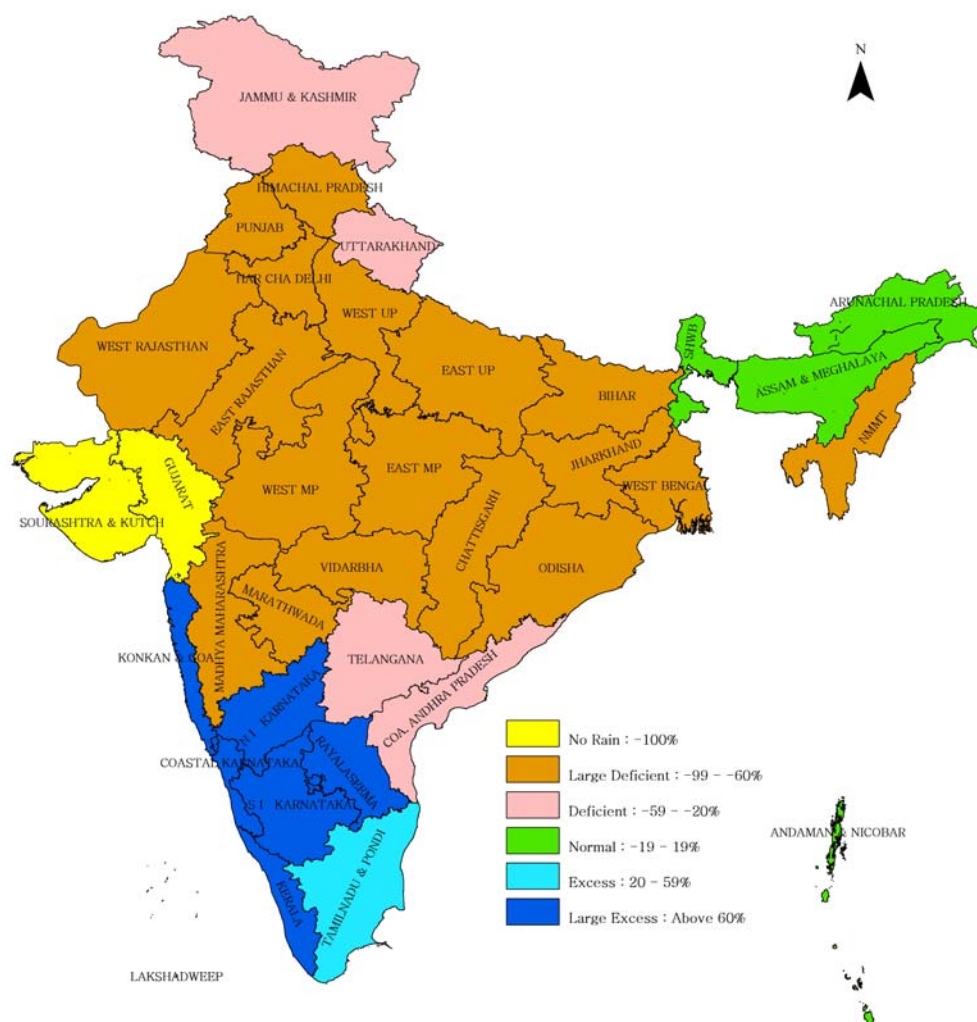 N
JAMMU & KASHMIR
HIMACHAL PRADESH
PUNJAB
UTTARAKHAND
HAR CHA DELHI
WEST UP
ARUNACHAL PRADESH
SHWB
WEST RAJASTHAN
EAST RAJASTHAN
EAST UP
ASSAM & MEGHALAYA
BIHAR
NMMT
JHARKHAND
GUJARAT
WEST MP
EAST MP
WEST BENGAL
SOURASHTRA & KUTCH
CHATTISGARH
VIDARBHA
ODISHA
MADHYA MAHARASHTRA
MARATHWADA
KONKAN & GOA
TELANGANA
COA. ANDHRA PRADESH
N I KARNATAKA
COASTAL KARNATAKA
RAYALASERMA
S I KARNATAKA
No Rain : -100%
Large Deficient : -99 - -60%
Deficient : -59 - -20%
Normal : -19 - 19%
Excess : 20 - 59%
Large Excess : Above 60%
ANDAMAN & NICOBAR
KERALA
TAMILNADU & PONDI
LAKSHADWEEP